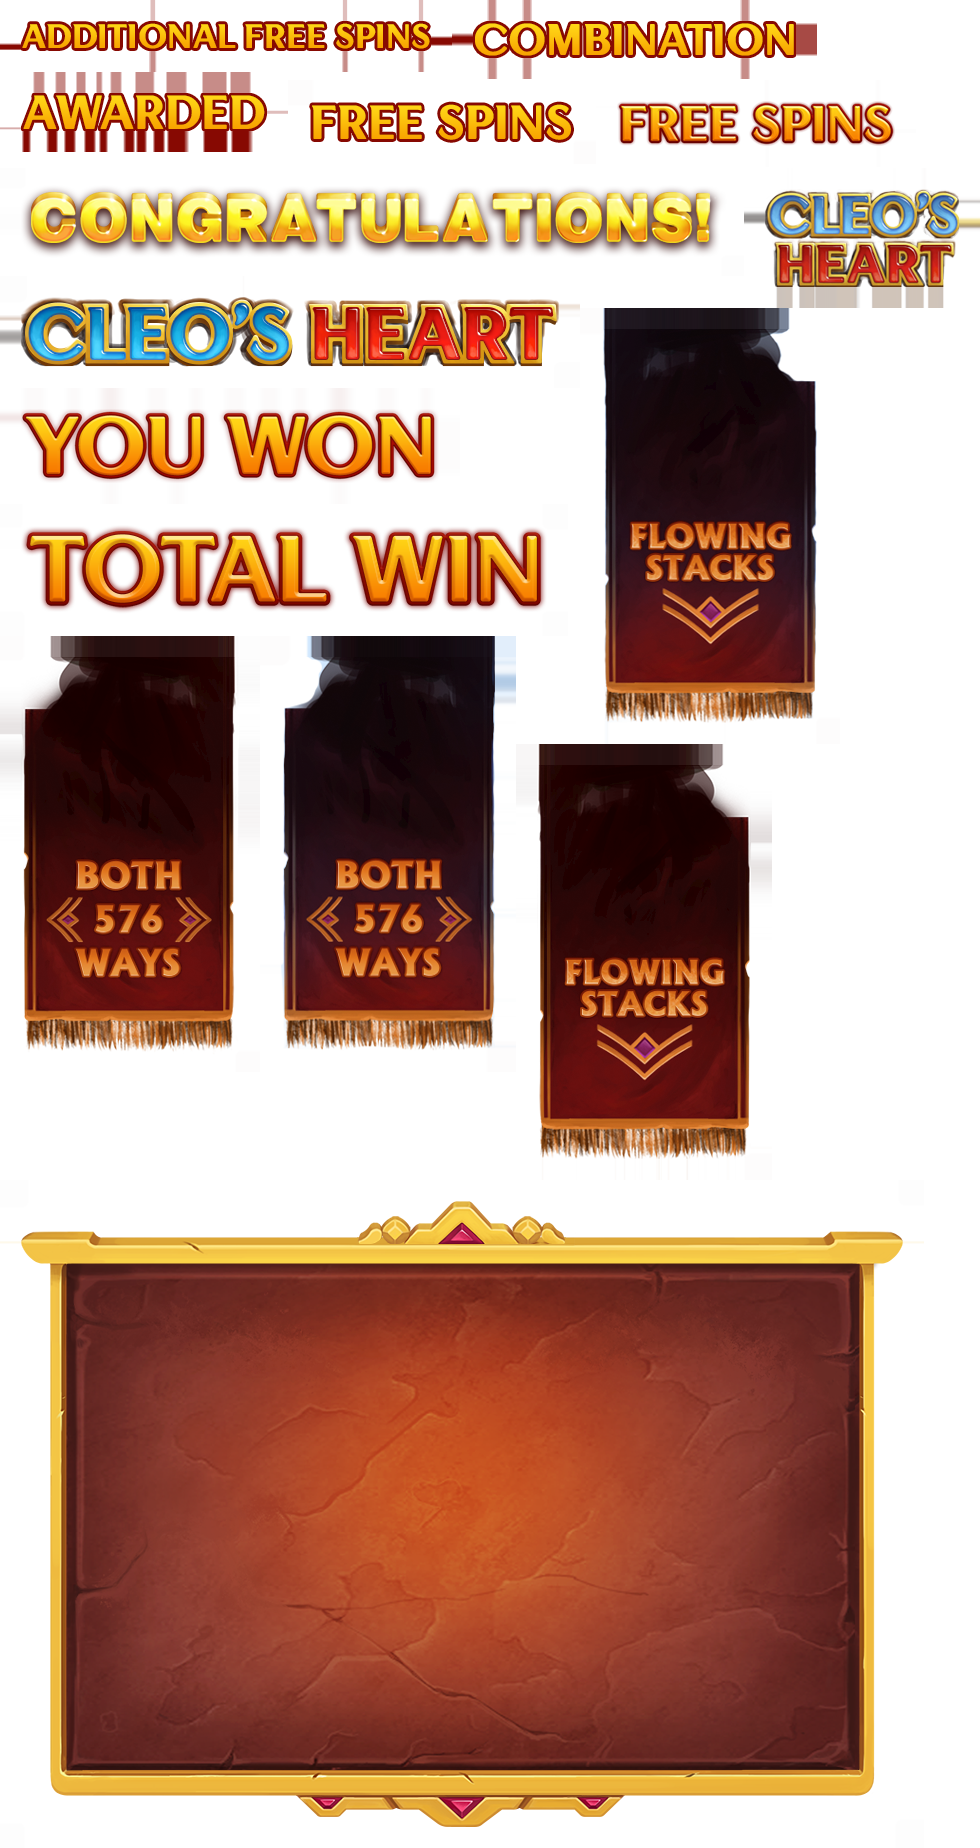 ADDITIONAL FREE SPINS
COMBINATION
AWARDED
FREE SPINS
FREE SPINS
CONGRATULATIONS!
CLEO'S
HEART
CLEO'S HEART
YOU WON
TOTAL WIN
FLOWING
STACKS
BOTH
576
WAYS
BOTH
576
WAYS
FLOWING
STACKS